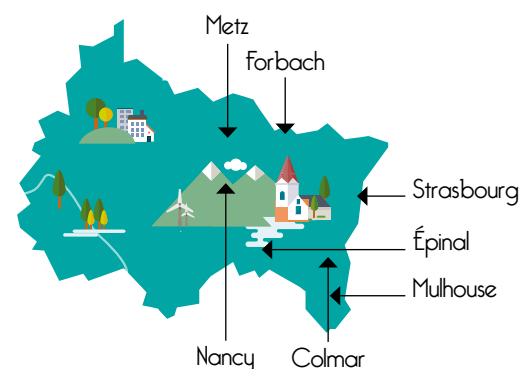 Metz
Forbach
Strasbourg
Épinal
Mulhouse
Nancy
Colmar